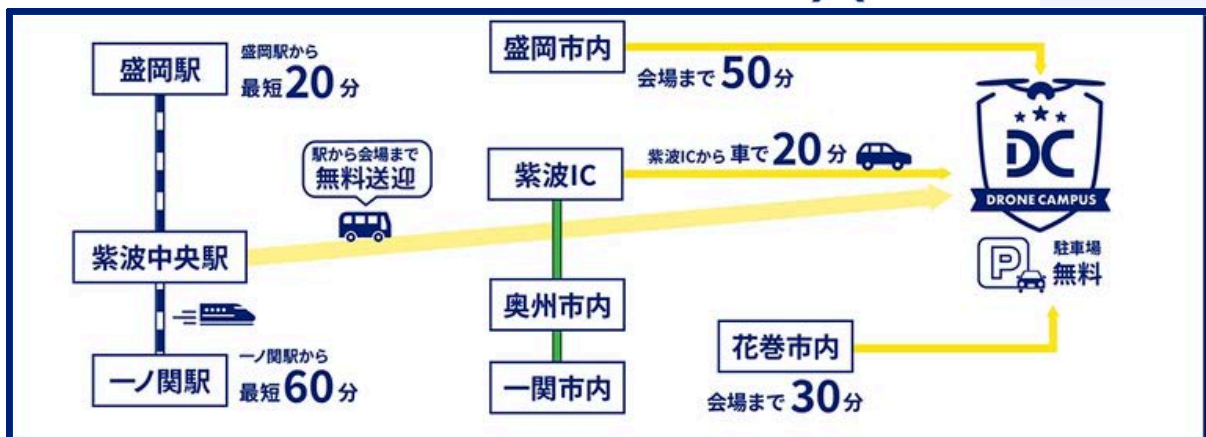 盛岡駅
盛岡駅から
最短20分
紫波中央駅
一ノ関駅
一ノ関駅から
最短60分
駅から会場まで
無料送迎
盛岡市内
会場まで50分
紫波IC
紫波ICから 車で20分
奥州市内
一関市内
花巻市内
会場まで30分
DC
DRONE CAMPUS
P
駐車場
無料